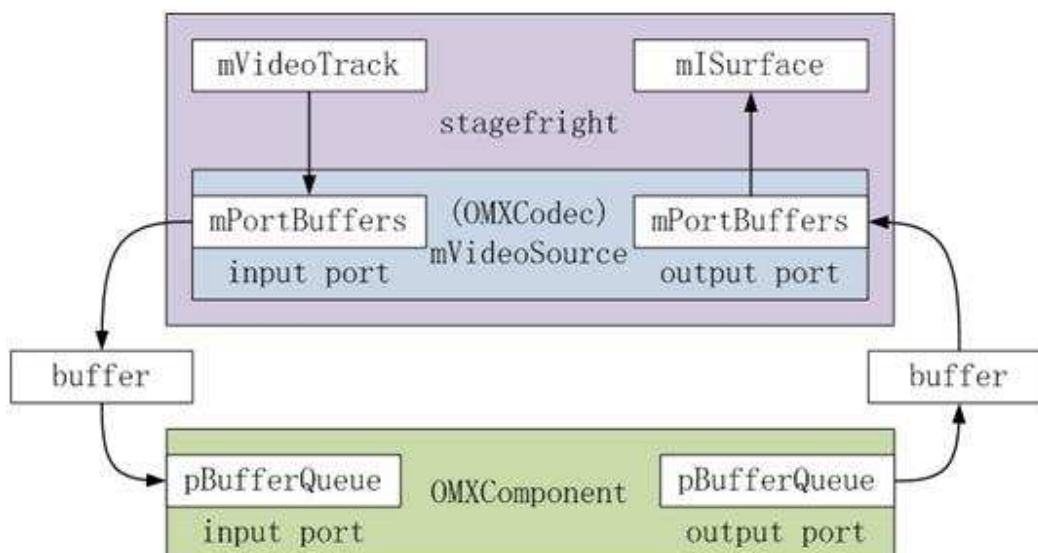 mVideoTrack
mISurface
stagefright
mPortBuffers
(OMXCodec)
mVideoSource
mPortBuffers
input port
output port
buffer
buffer
pBufferQueue
OMXComponent
pBufferQueue
input port
output port